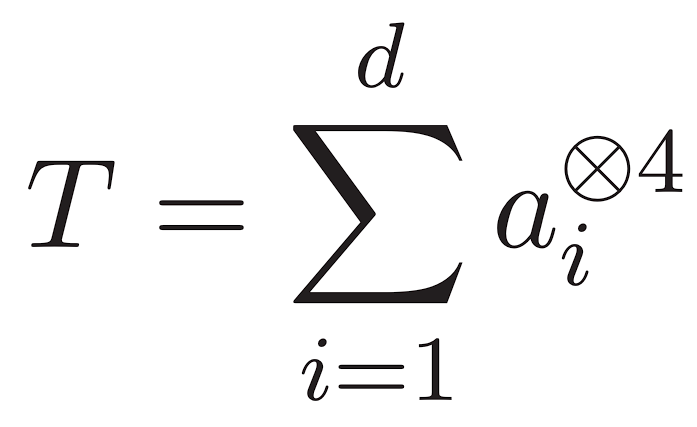 T = \sum_{i=1}^{d} a_i^{\otimes 4}